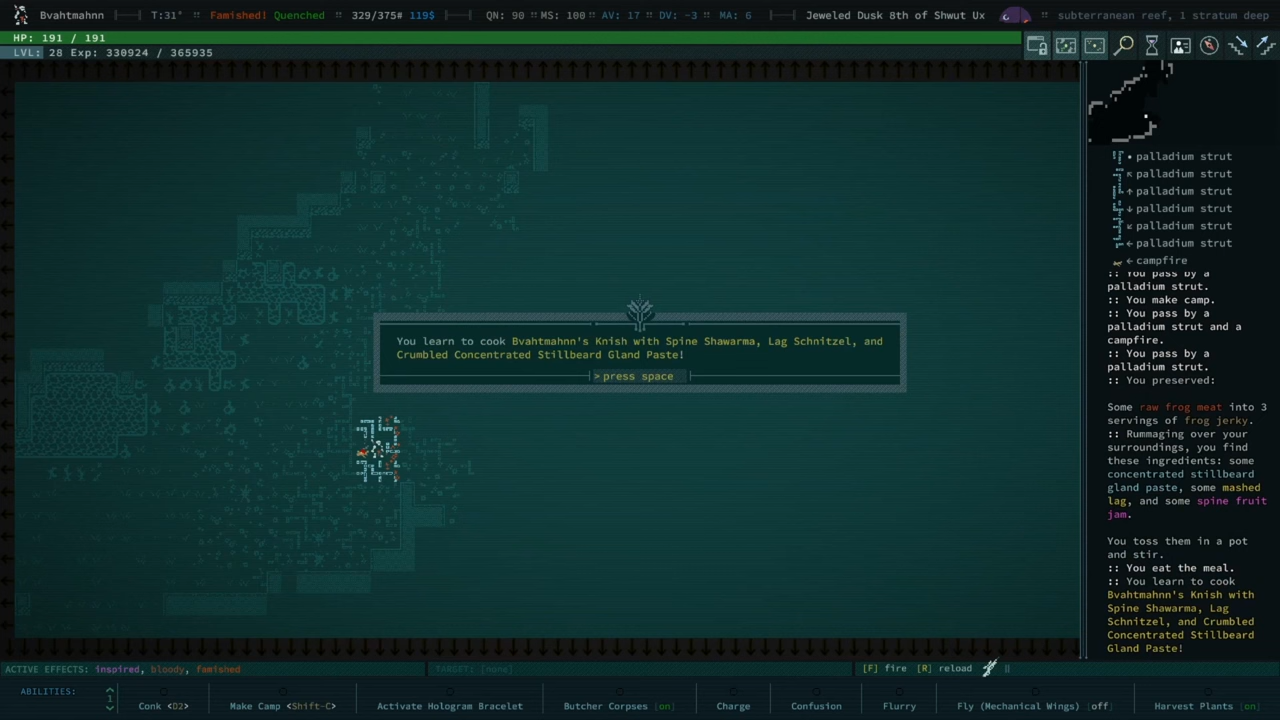 Bvahtmahnn T:31° :: Famished! Quenched :: 329/375# 119$ QN: 90 :: MS: 100 :: AV: 17 :: DV: -3 :: MA: 6 Jeweled Dusk 8th of Shwut Ux :: subterranean reef, 1 stratum deep
HP: 191 / 191
LVL: 28 Exp: 330924 / 365935
You learn to cook Bvahtmahnn's Knish with Spine Shawarma, Lag Schnitzel, and
Crumbled Concentrated Stillbeard Gland Paste!
> press space
palladium strut
palladium strut
palladium strut
palladium strut
palladium strut
palladium strut
campfire
:: You pass by a
palladium strut.
:: You make camp.
:: You pass by a
palladium strut and a
campfire.
:: You pass by a
palladium strut.
:: You preserved:
Some raw frog meat into 3
servings of frog jerky.
:: Rummaging over your
surroundings, you find
these ingredients: some
concentrated stillbeard
gland paste, some mashed
lag, and some spine fruit
jam.
You toss them in a pot
and stir.
:: You eat the meal.
:: You learn to cook
Bvahtmahnn's Knish with
Spine Shawarma, Lag
Schnitzel, and Crumbled
Concentrated Stillbeard
Gland Paste!
ACTIVE EFFECTS: inspired, bloody, famished
TARGET: [none]
[F] fire [R] reload
ABILITIES: 1 Conk <D2> Make Camp <Shift-C> Activate Hologram Bracelet Butcher Corpses [on] Charge Confusion Flurry Fly (Mechanical Wings) [off] Harvest Plants [on]